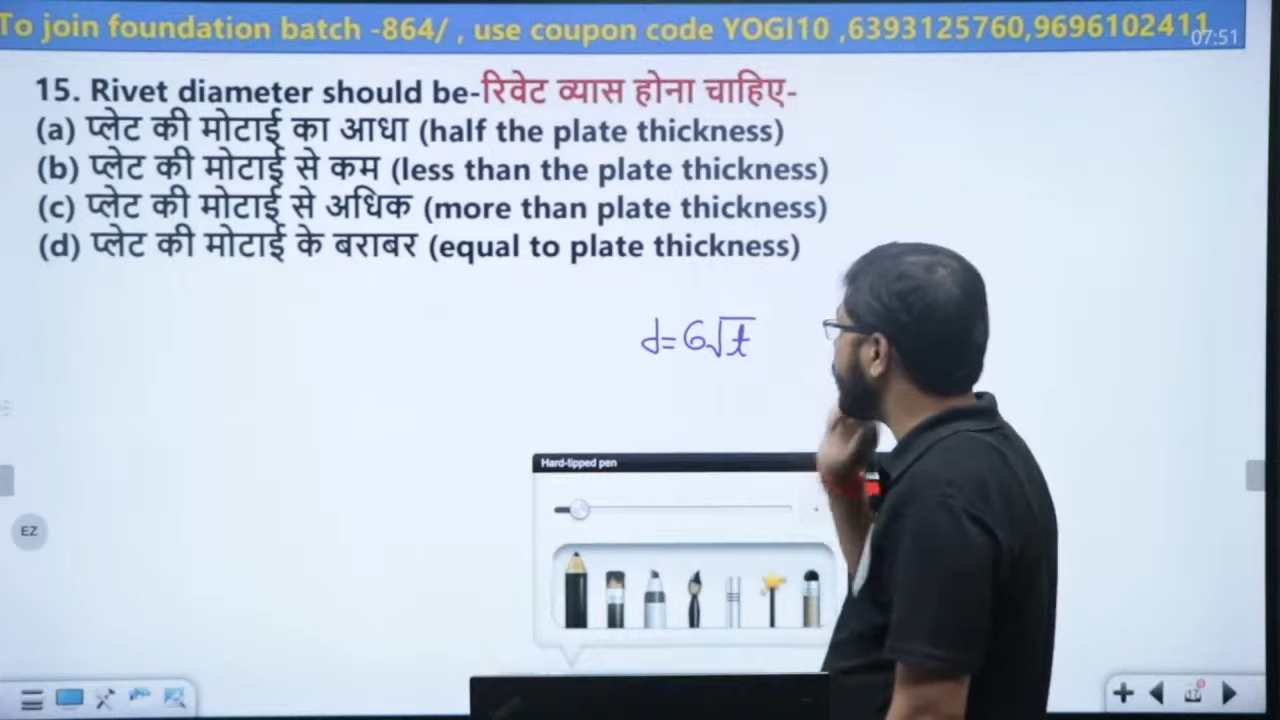 To join foundation batch -864/ , use coupon code YOGI10 ,6393125760,9696102411
07:51
15. Rivet diameter should be-रिवेट व्यास होना चाहिए-
(a) प्लेट की मोटाई का आधा (half the plate thickness)
(b) प्लेट की मोटाई से कम (less than the plate thickness)
(c) प्लेट की मोटाई से अधिक (more than plate thickness)
(d) प्लेट की मोटाई के बराबर (equal to plate thickness)
d=6√t
Hard-tipped pen
EZ